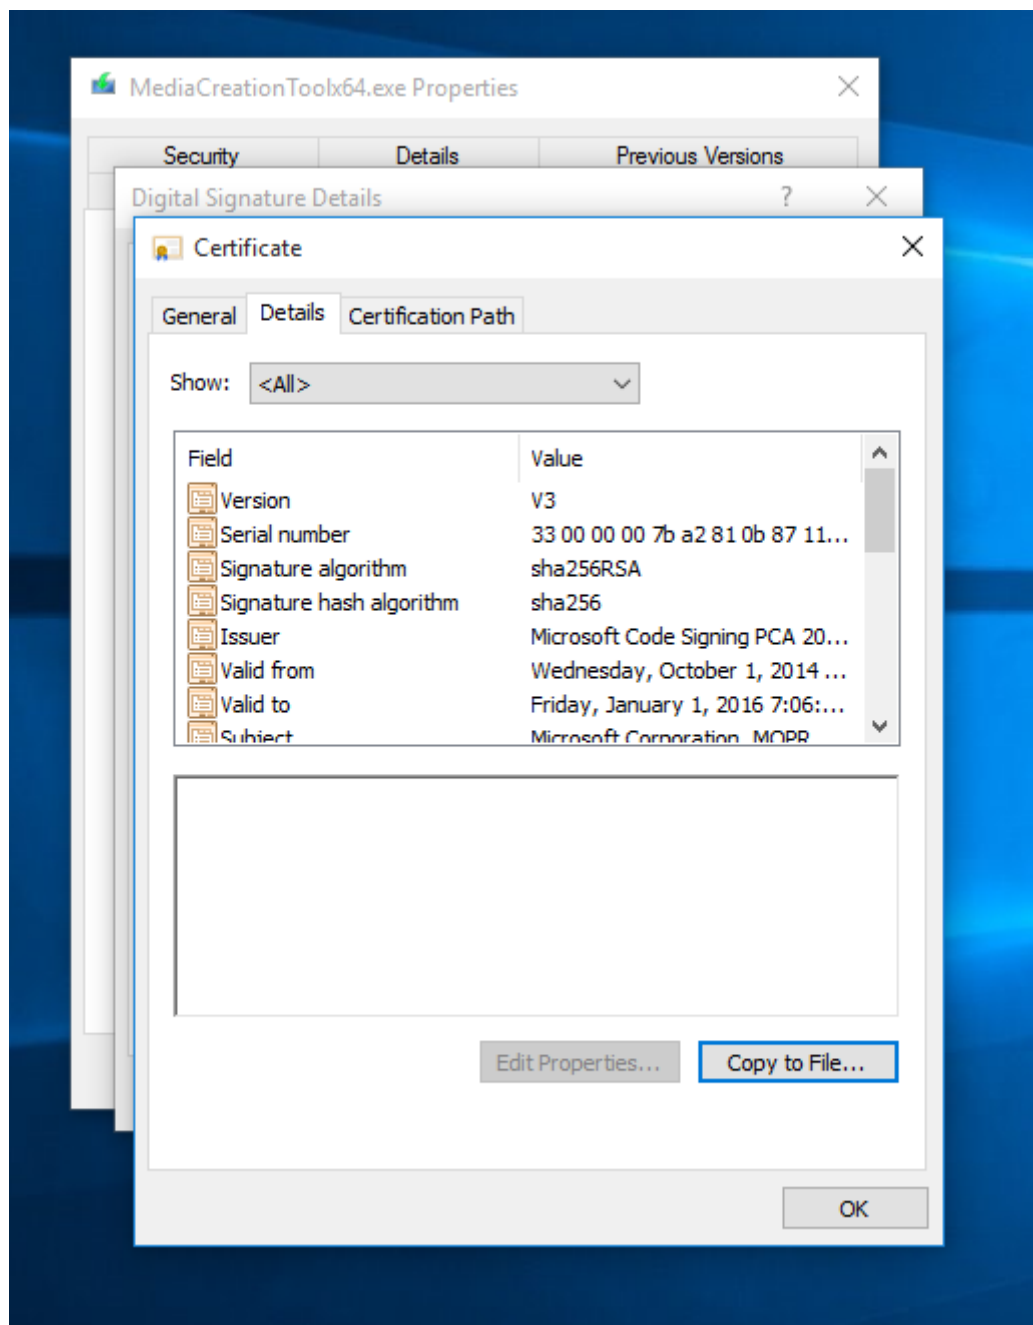 MediaCreationToolx64.exe Properties
Security Details Previous Versions
Digital Signature Details ?
Certificate
General Details Certification Path
Show: <All>
Field Value
Version V3
Serial number 33 00 00 00 7b a2 81 0b 87 11...
Signature algorithm sha256RSA
Signature hash algorithm sha256
Issuer Microsoft Code Signing PCA 20...
Valid from Wednesday, October 1, 2014 ...
Valid to Friday, January 1, 2016 7:06:...
Subject Microsoft Corporation, MOPR
Edit Properties... Copy to File...
OK